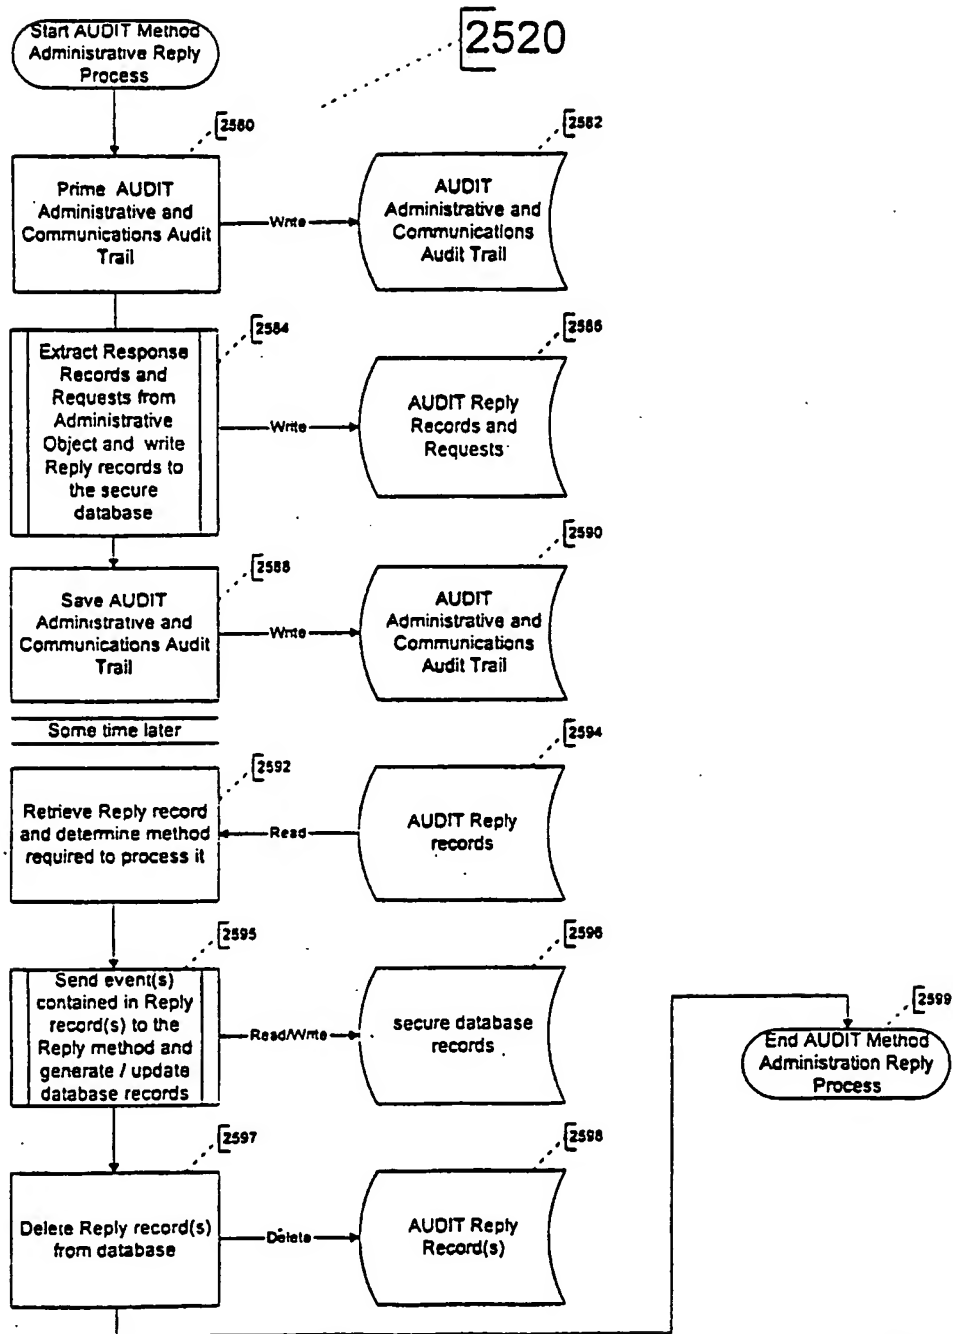 Start AUDIT Method
Administrative Reply
Process
2520
2580
Prime AUDIT
Administrative and
Communications Audit
Trail
Write
2582
AUDIT
Administrative and
Communications
Audit Trail
2584
Extract Response
Records and
Requests from
Administrative
Object and write
Reply records to
the secure
database
Write
2586
AUDIT Reply
Records and
Requests
2588
Save AUDIT
Administrative and
Communications Audit
Trail
Write
2590
AUDIT
Administrative and
Communications
Audit Trail
Some time later
2592
Retrieve Reply record
and determine method
required to process it
Read
2594
AUDIT Reply
records
2595
Send event(s)
contained in Reply
record(s) to the
Reply method and
generate / update
database records
Read/Write
2596
secure database
records
2597
Delete Reply record(s)
from database
Delete
2598
AUDIT Reply
Record(s)
2599
End AUDIT Method
Administration Reply
Process